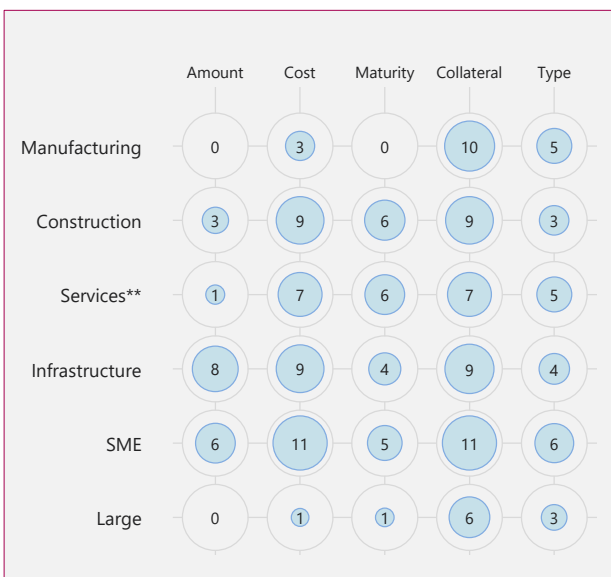 Amount Cost Maturity Collateral Type
Manufacturing 0 3 0 10 5
Construction 3 9 6 9 3
Services** 1 7 6 7 5
Infrastructure 8 9 4 9 4
SME 6 11 5 11 6
Large 0 1 1 6 3